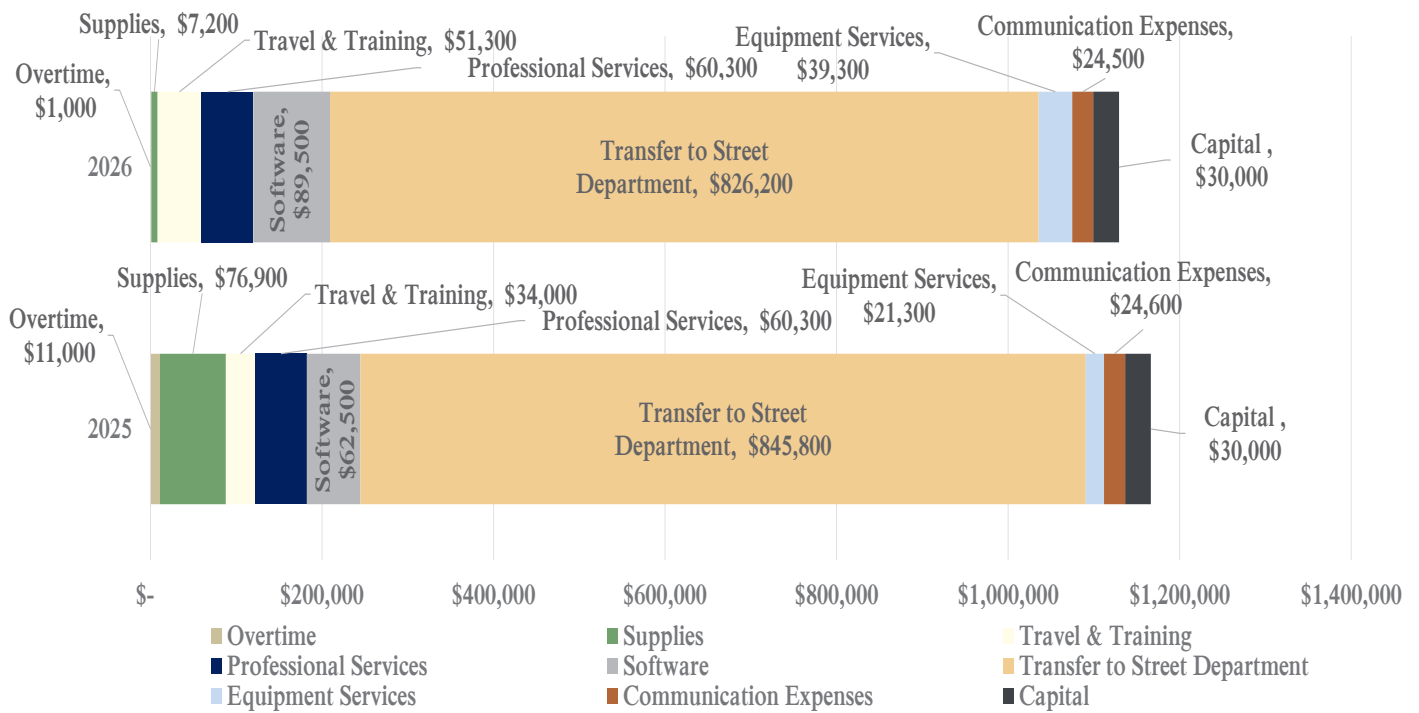 Supplies, $7,200
Travel & Training, $51,300
Professional Services, $60,300
Equipment Services,
$39,300
Communication Expenses,
$24,500
Overtime,
$1,000
2026
Software,
$89,500
Transfer to Street
Department, $826,200
Capital ,
$30,000
Supplies, $76,900
Travel & Training, $34,000
Professional Services, $60,300
Equipment Services,
$21,300
Communication Expenses,
$24,600
Overtime,
$11,000
2025
Software,
$62,500
Transfer to Street
Department, $845,800
Capital ,
$30,000
$- $200,000 $400,000 $600,000 $800,000 $1,000,000 $1,200,000 $1,400,000
Overtime Supplies Travel & Training
Professional Services Software Transfer to Street Department
Equipment Services Communication Expenses Capital